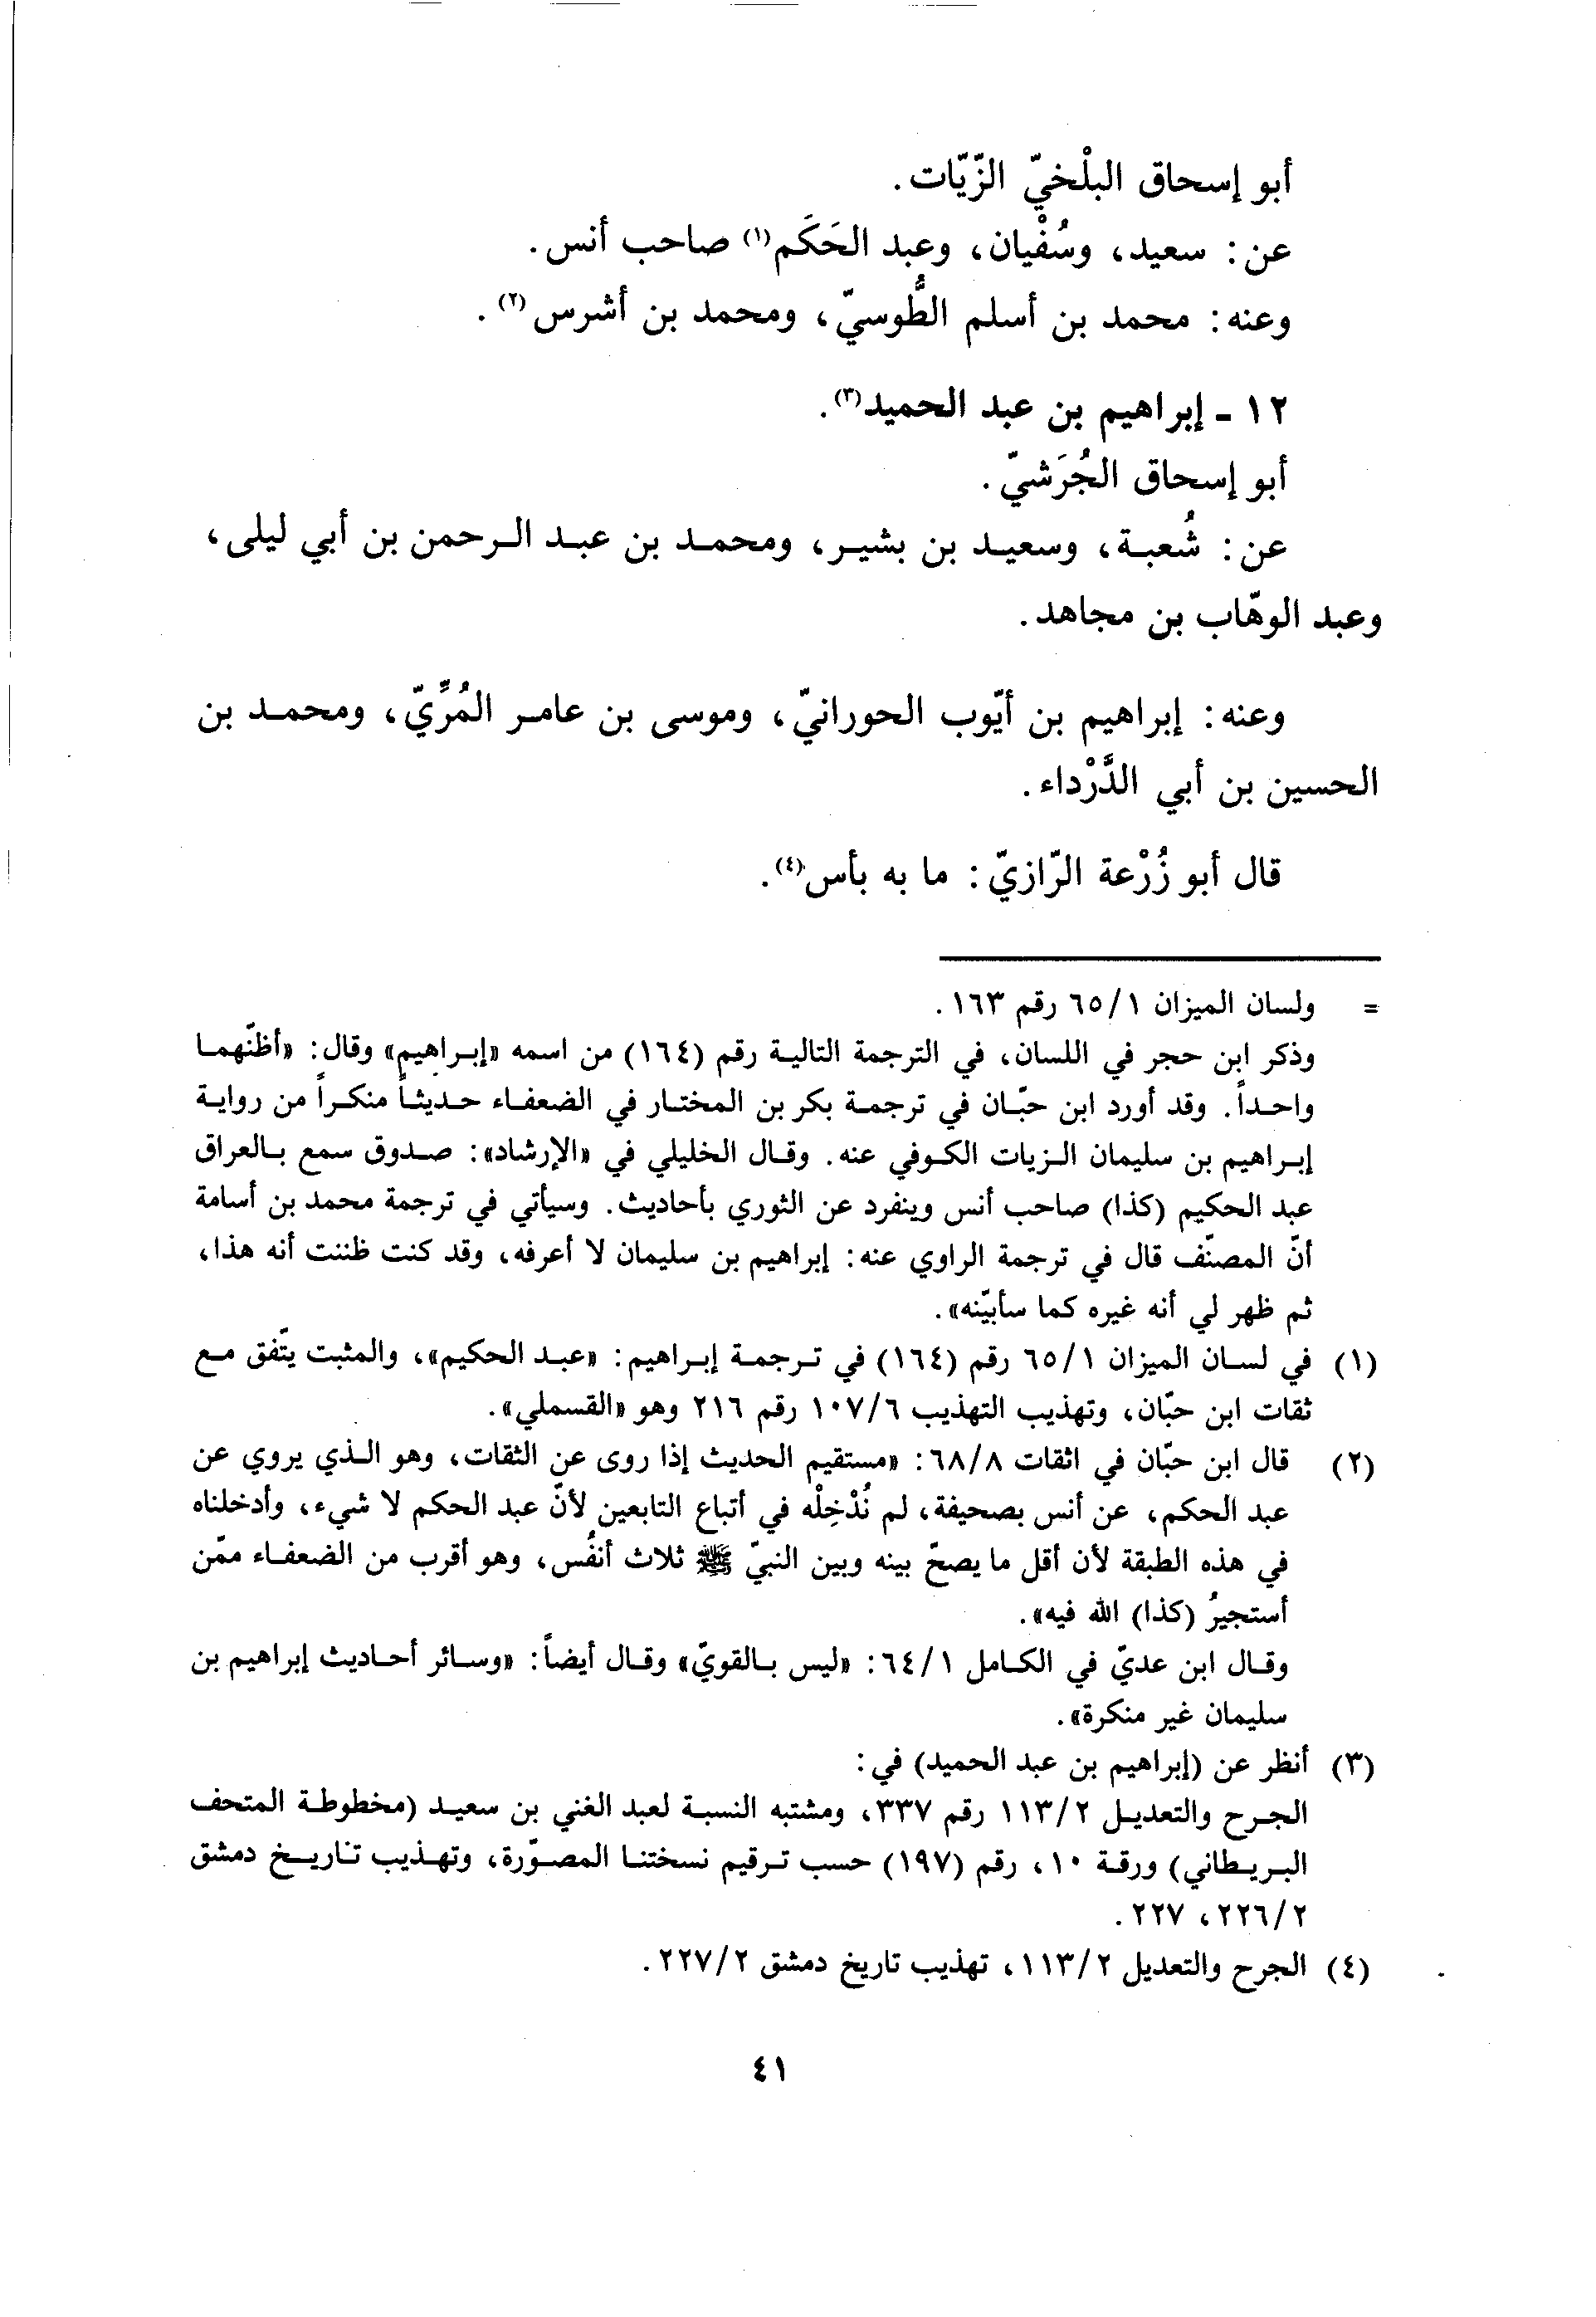 أبو إسحاق البلْخيّ الزّيّات.
عن: سعيد، وسُفْيان، وعبد الحَكَم(١) صاحب أنس.
وعنه: محمد بن أسلم الطُّوسيّ، ومحمد بن أشرس(٢).
١٢ - إبراهيم بن عبد الحميد(٣).
أبو إسحاق الجُرَشيّ.
عن: شُعبة، وسعيد بن بشير، ومحمد بن عبد الرحمن بن أبي ليلى،
وعبد الوهّاب بن مجاهد.
وعنه: إبراهيم بن أيّوب الحورانيّ، وموسى بن عامر المُرِّيّ، ومحمد بن
الحسين بن أبي الدَّرْداء.
قال أبو زُرْعة الرّازيّ: ما به بأس(٤).
= ولسان الميزان ٦٥/١ رقم ١٦٣.
وذكر ابن حجر في اللسان، في الترجمة التالية رقم (١٦٤) من اسمه «إبراهيم» وقال: «أظنّهما
واحداً. وقد أورد ابن حبّان في ترجمة بكر بن المختار في الضعفاء حديثاً منكراً من رواية
إبراهيم بن سليمان الزيات الكوفي عنه. وقال الخليلي في «الإرشاد»: صدوق سمع بالعراق
عبد الحكيم (كذا) صاحب أنس وينفرد عن الثوري بأحاديث. وسيأتي في ترجمة محمد بن أسامة
أنّ المصنّف قال في ترجمة الراوي عنه: إبراهيم بن سليمان لا أعرفه، وقد كنت ظننت أنه هذا،
ثم ظهر لي أنه غيره كما سأبيّنه».
(١) في لسان الميزان ٦٥/١ رقم (١٦٤) في ترجمة إبراهيم: «عبد الحكيم»، والمثبت يتّفق مع
ثقات ابن حبّان، وتهذيب التهذيب ١٠٧/٦ رقم ٢١٦ وهو «القسملي».
(٢) قال ابن حبّان في اثقات ٦٨/٨: «مستقيم الحديث إذا روى عن الثقات، وهو الذي يروي عن
عبد الحكم، عن أنس بصحيفة، لم نُدْخِلْه في أتباع التابعين لأنّ عبد الحكم لا شيء، وأدخلناه
في هذه الطبقة لأن أقل ما يصحّ بينه وبين النبيّ ﷺ ثلاث أنفُس، وهو أقرب من الضعفاء ممّن
أستجيرُ (كذا) الله فيه».
وقال ابن عديّ في الكامل ٦٤/١: «ليس بالقويّ» وقال أيضاً: «وسائر أحاديث إبراهيم بن
سليمان غير منكرة».
(٣) أنظر عن (إبراهيم بن عبد الحميد) في:
الجرح والتعديل ١١٣/٢ رقم ٣٣٧، ومشتبه النسبة لعبد الغني بن سعيد (مخطوطة المتحف
البريطاني) ورقة ١٠، رقم (١٩٧) حسب ترقيم نسختنا المصوّرة، وتهذيب تاريخ دمشق
٢٢٦/٢، ٢٢٧.
(٤) الجرح والتعديل ١١٣/٢، تهذيب تاريخ دمشق ٢٢٧/٢.
٤١